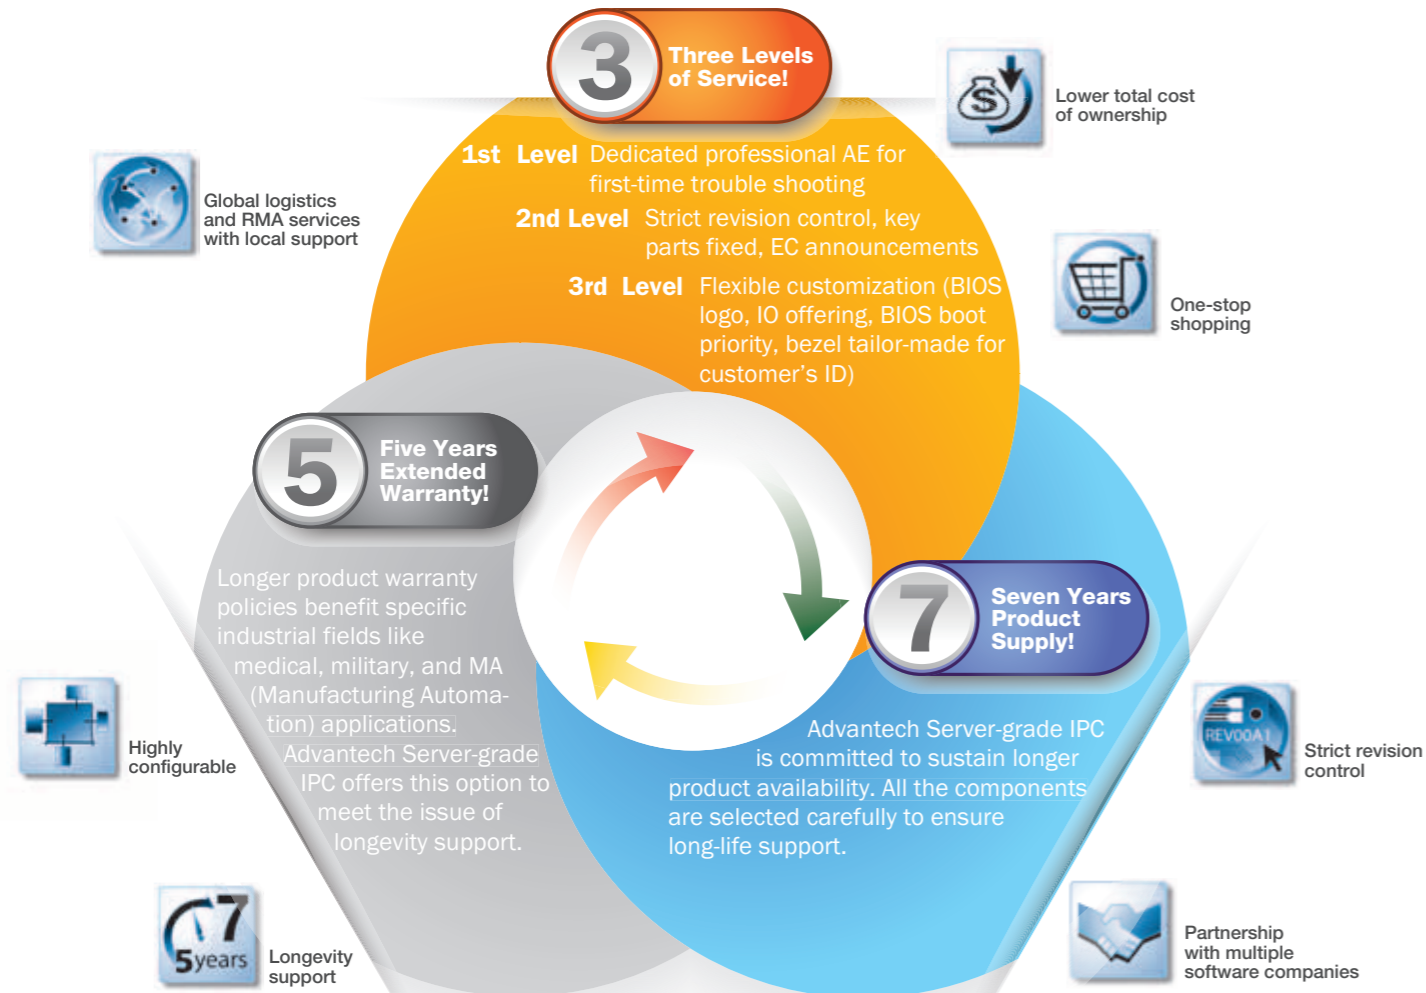 3
Three Levels
of Service!
1st Level Dedicated professional AE for
first-time trouble shooting
2nd Level Strict revision control, key
parts fixed, EC announcements
3rd Level Flexible customization (BIOS
logo, IO offering, BIOS boot
priority, bezel tailor-made for
customer's ID)
$
Lower total cost
of ownership
Global logistics
and RMA services
with local support
One-stop
shopping
5
Five Years
Extended
Warranty!
Longer product warranty
policies benefit specific
industrial fields like
medical, military, and MA
(Manufacturing Automa-
tion) applications.
Advantech Server-grade
IPC offers this option to
meet the issue of
longevity support.
7
Seven Years
Product
Supply!
Advantech Server-grade IPC
is committed to sustain longer
product availability. All the components
are selected carefully to ensure
long-life support.
Highly
configurable
REV00A1
Strict revision
control
7
5years
Longevity
support
Partnership
with multiple
software companies